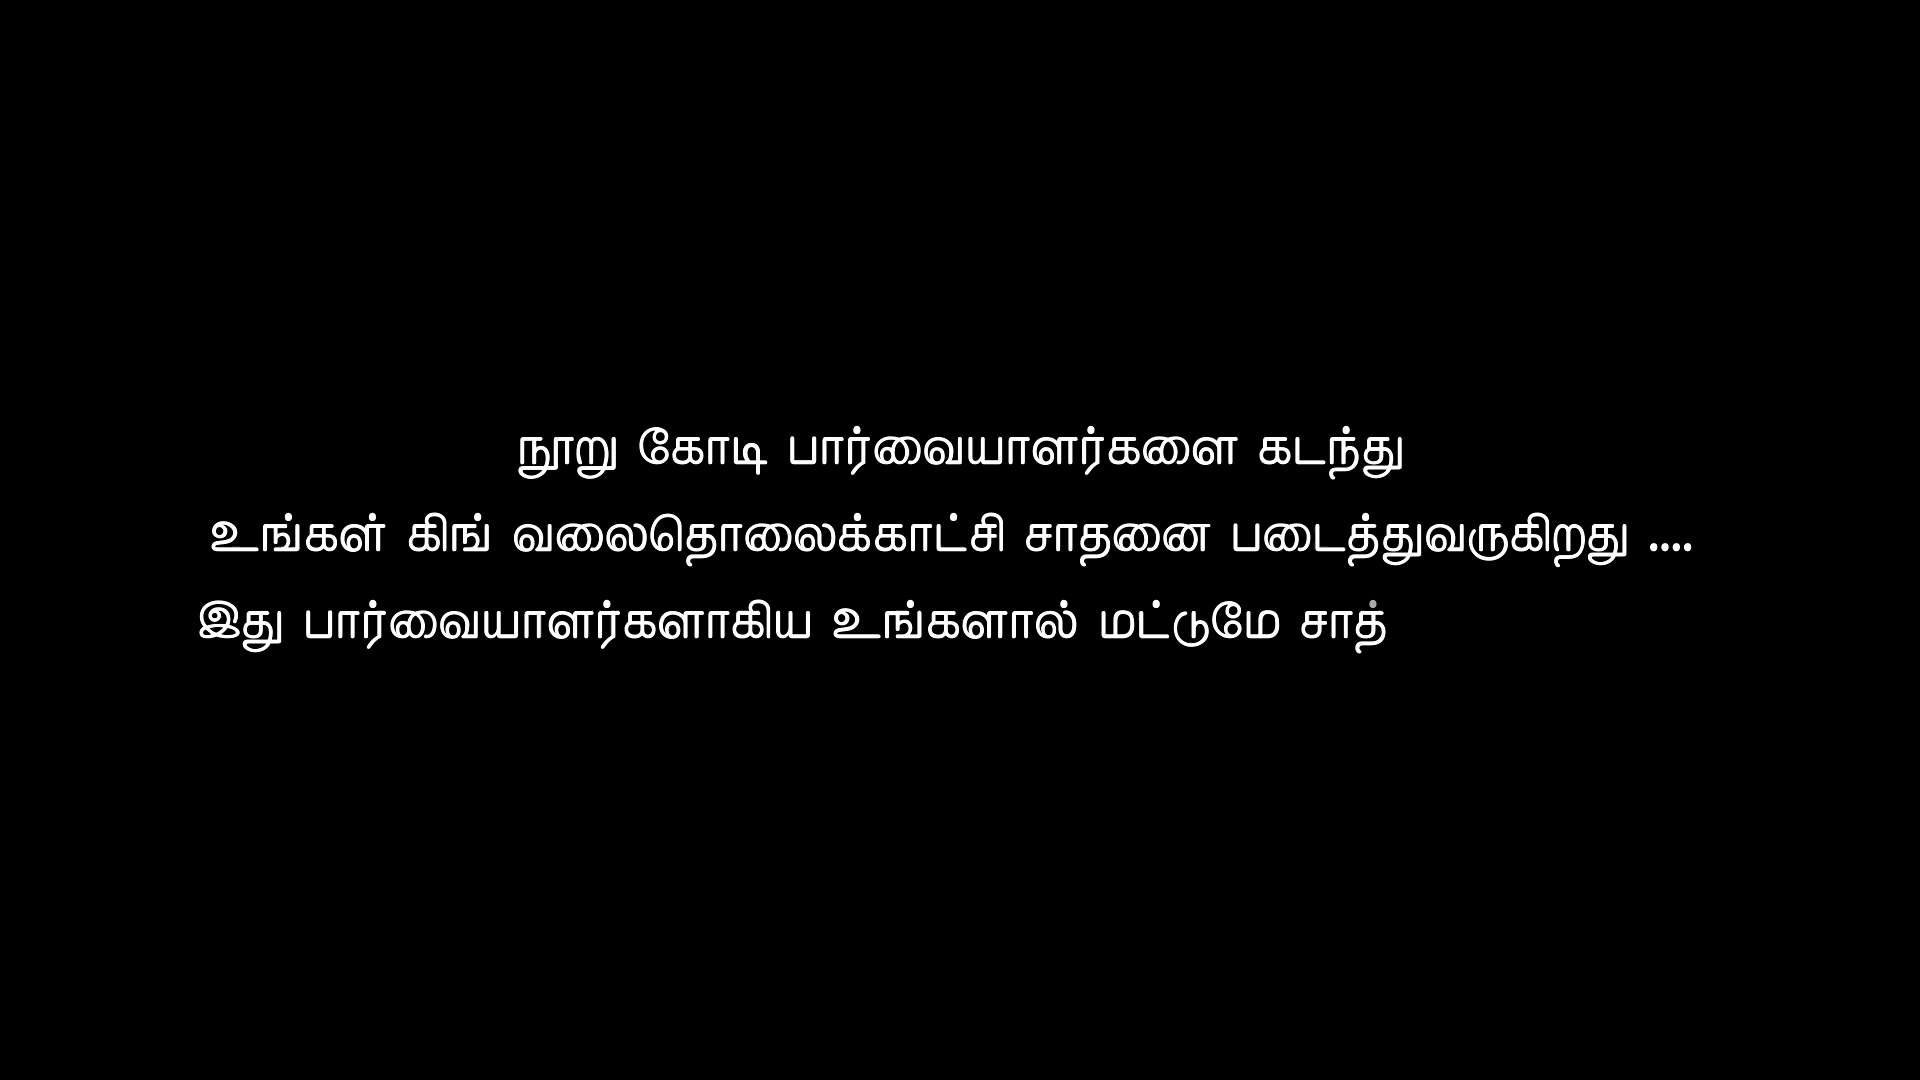 நூறு கோடி பார்வையாளர்களை கடந்து
உங்கள் கிங் வலைதொலைக்காட்சி சாதனை படைத்துவருகிறது ....
இது பார்வையாளர்களாகிய உங்களால் மட்டுமே சாத்